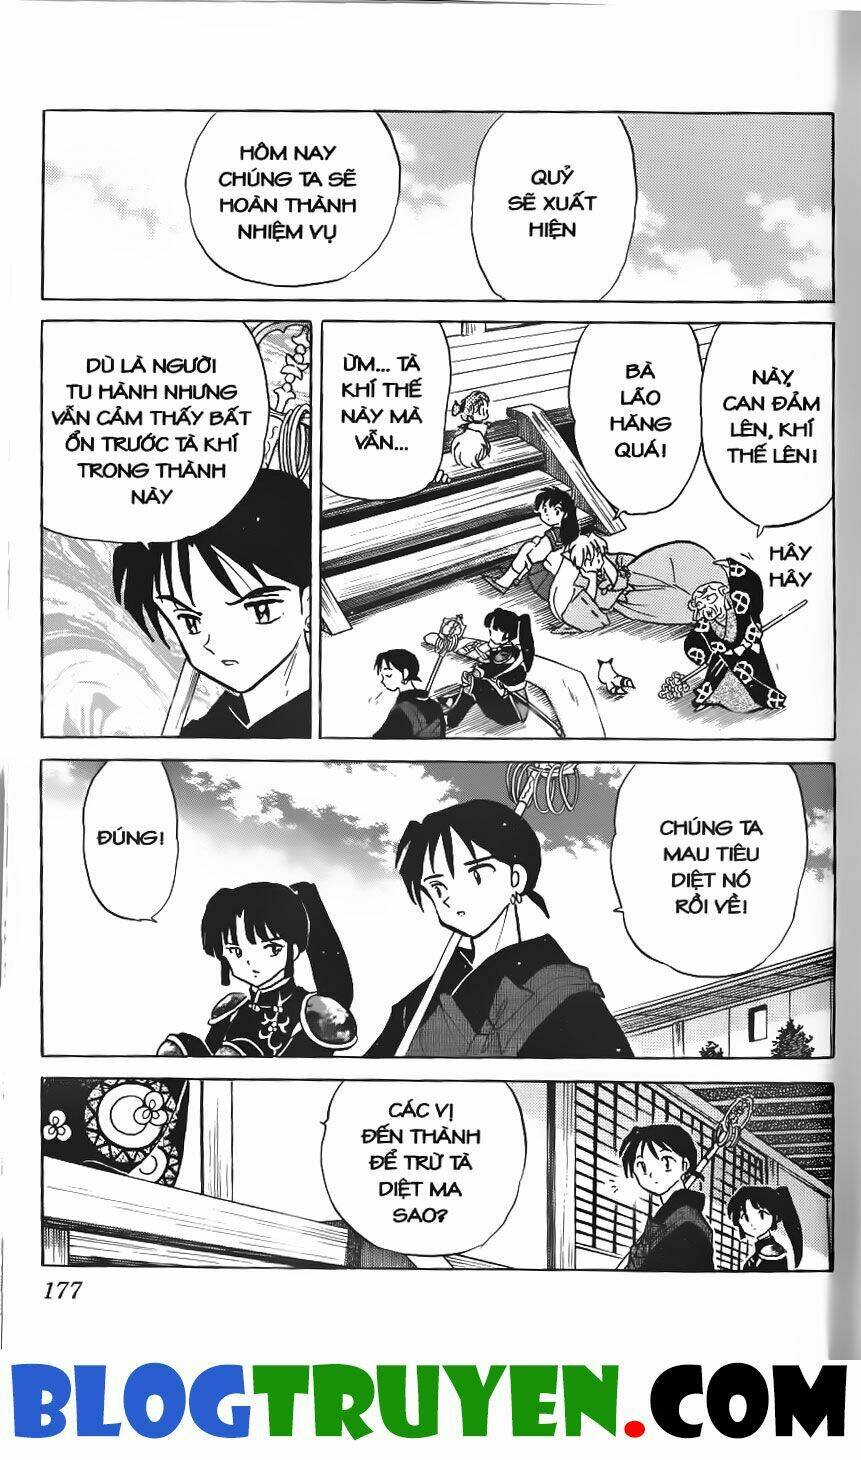 QUỶ
SẼ XUẤT
HIỆN
HÔM NAY
CHÚNG TA SẼ
HOÀN THÀNH
NHIỆM VỤ
NÀY,
CAN ĐẢM
LÊN, KHÍ
THẾ LÊN!
BÀ
LÃO
HĂNG
QUÁ!
HÂY
HÂY
ỪM... TÀ
KHÍ THẾ
NÀY MÀ
VẪN...
DÙ LÀ NGƯỜI
TU HÀNH NHƯNG
VẪN CẢM THẤY BẤT
ỔN TRƯỚC TÀ KHÍ
TRONG THÀNH
NÀY
CHÚNG TA
MAU TIÊU
DIỆT NÓ
RỒI VỀ!
ĐÚNG!
CÁC VỊ
ĐẾN THÀNH
ĐỂ TRỪ TÀ
DIỆT MA
SAO?
177
BLOGTRUYEN.COM